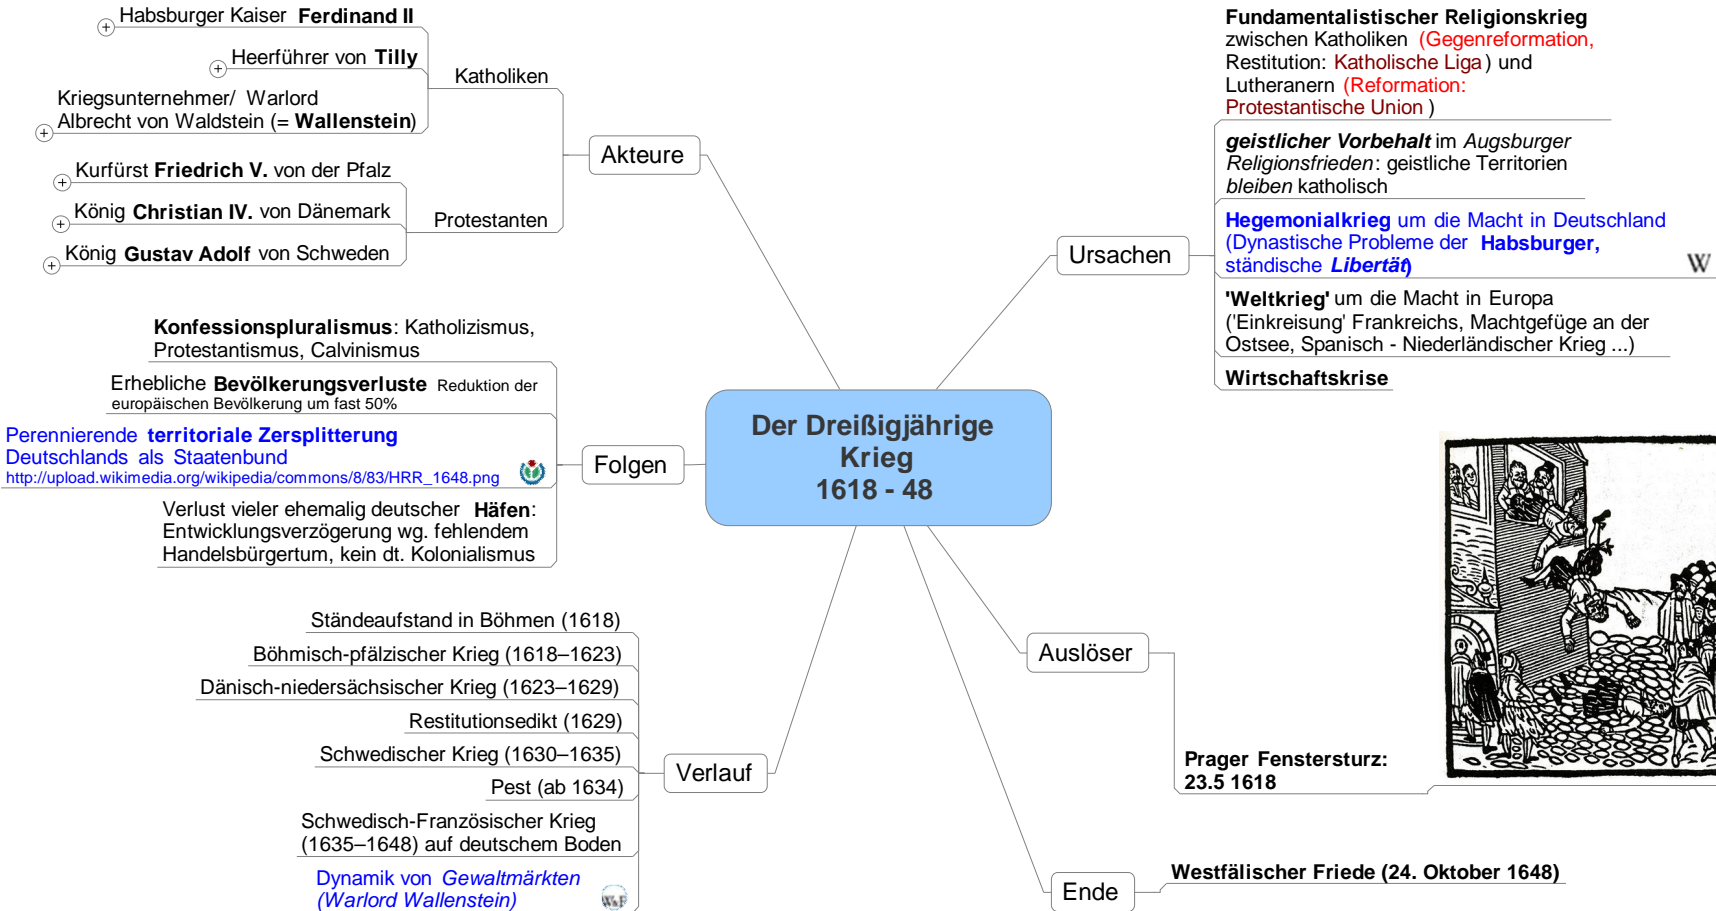 Der Dreißigjährige
Krieg
1618 - 48
Akteure
Katholiken
Habsburger Kaiser Ferdinand II
Heerführer von Tilly
Kriegsunternehmer/ Warlord
Albrecht von Waldstein (= Wallenstein)
Protestanten
Kurfürst Friedrich V. von der Pfalz
König Christian IV. von Dänemark
König Gustav Adolf von Schweden
Folgen
Konfessionspluralismus: Katholizismus,
Protestantismus, Calvinismus
Erhebliche Bevölkerungsverluste Reduktion der
europäischen Bevölkerung um fast 50%
Perennierende territoriale Zersplitterung
Deutschlands als Staatenbund
http://upload.wikimedia.org/wikipedia/commons/8/83/HRR_1648.png
Verlust vieler ehemalig deutscher Häfen:
Entwicklungsverzögerung wg. fehlendem
Handelsbürgertum, kein dt. Kolonialismus
Verlauf
Ständeaufstand in Böhmen (1618)
Böhmisch-pfälzischer Krieg (1618–1623)
Dänisch-niedersächsischer Krieg (1623–1629)
Restitutionsedikt (1629)
Schwedischer Krieg (1630–1635)
Pest (ab 1634)
Schwedisch-Französischer Krieg
(1635–1648) auf deutschem Boden
Dynamik von Gewaltmärkten
(Warlord Wallenstein)
Ursachen
Fundamentalistischer Religionskrieg
zwischen Katholiken (Gegenreformation,
Restitution: Katholische Liga) und
Lutheranern (Reformation:
Protestantische Union )
geistlicher Vorbehalt im Augsburger
Religionsfrieden: geistliche Territorien
bleiben katholisch
Hegemonialkrieg um die Macht in Deutschland
(Dynastische Probleme der Habsburger,
ständische Libertät)
W
'Weltkrieg' um die Macht in Europa
('Einkreisung' Frankreichs, Machtgefüge an der
Ostsee, Spanisch - Niederländischer Krieg ...)
Wirtschaftskrise
Auslöser
Prager Fenstersturz:
23.5 1618
Ende
Westfälischer Friede (24. Oktober 1648)